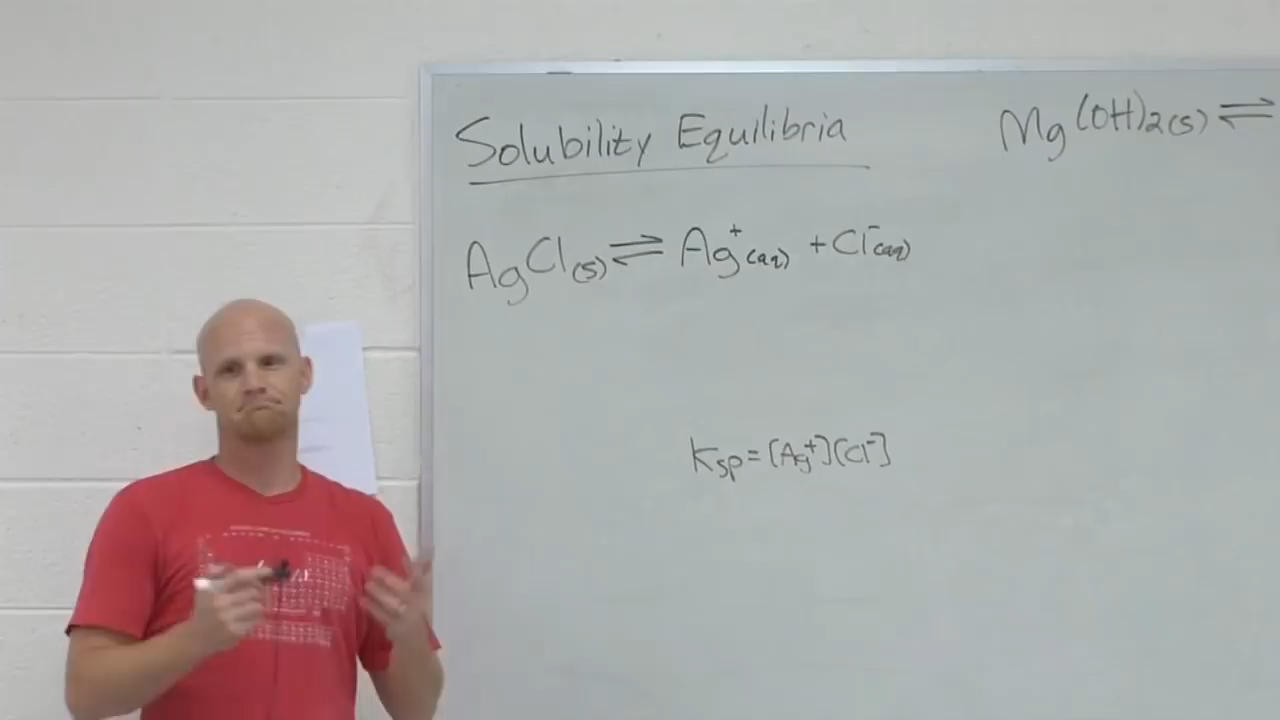 Solubility Equilibria
Mg(OH)₂(s) ⇌
AgCl(s) ⇌ Ag⁺(aq) + Cl⁻(aq)
Ksp = [Ag⁺][Cl⁻]